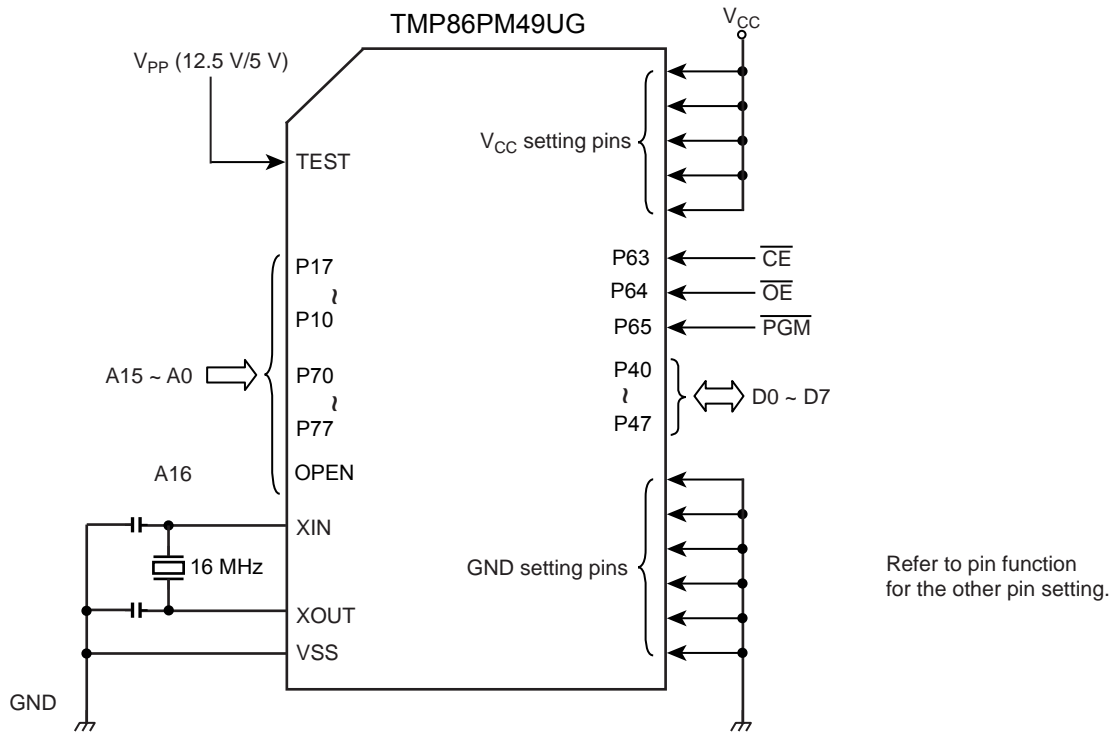 TMP86PM49UG
VCC
VPP (12.5 V/5 V)
VCC setting pins
TEST
P17
~
P10
P63
CE
P64
OE
P65
PGM
A15 ~ A0
P70
~
P77
P40
~
P47
D0 ~ D7
A16
OPEN
XIN
16 MHz
XOUT
VSS
GND setting pins
Refer to pin function
for the other pin setting.
GND